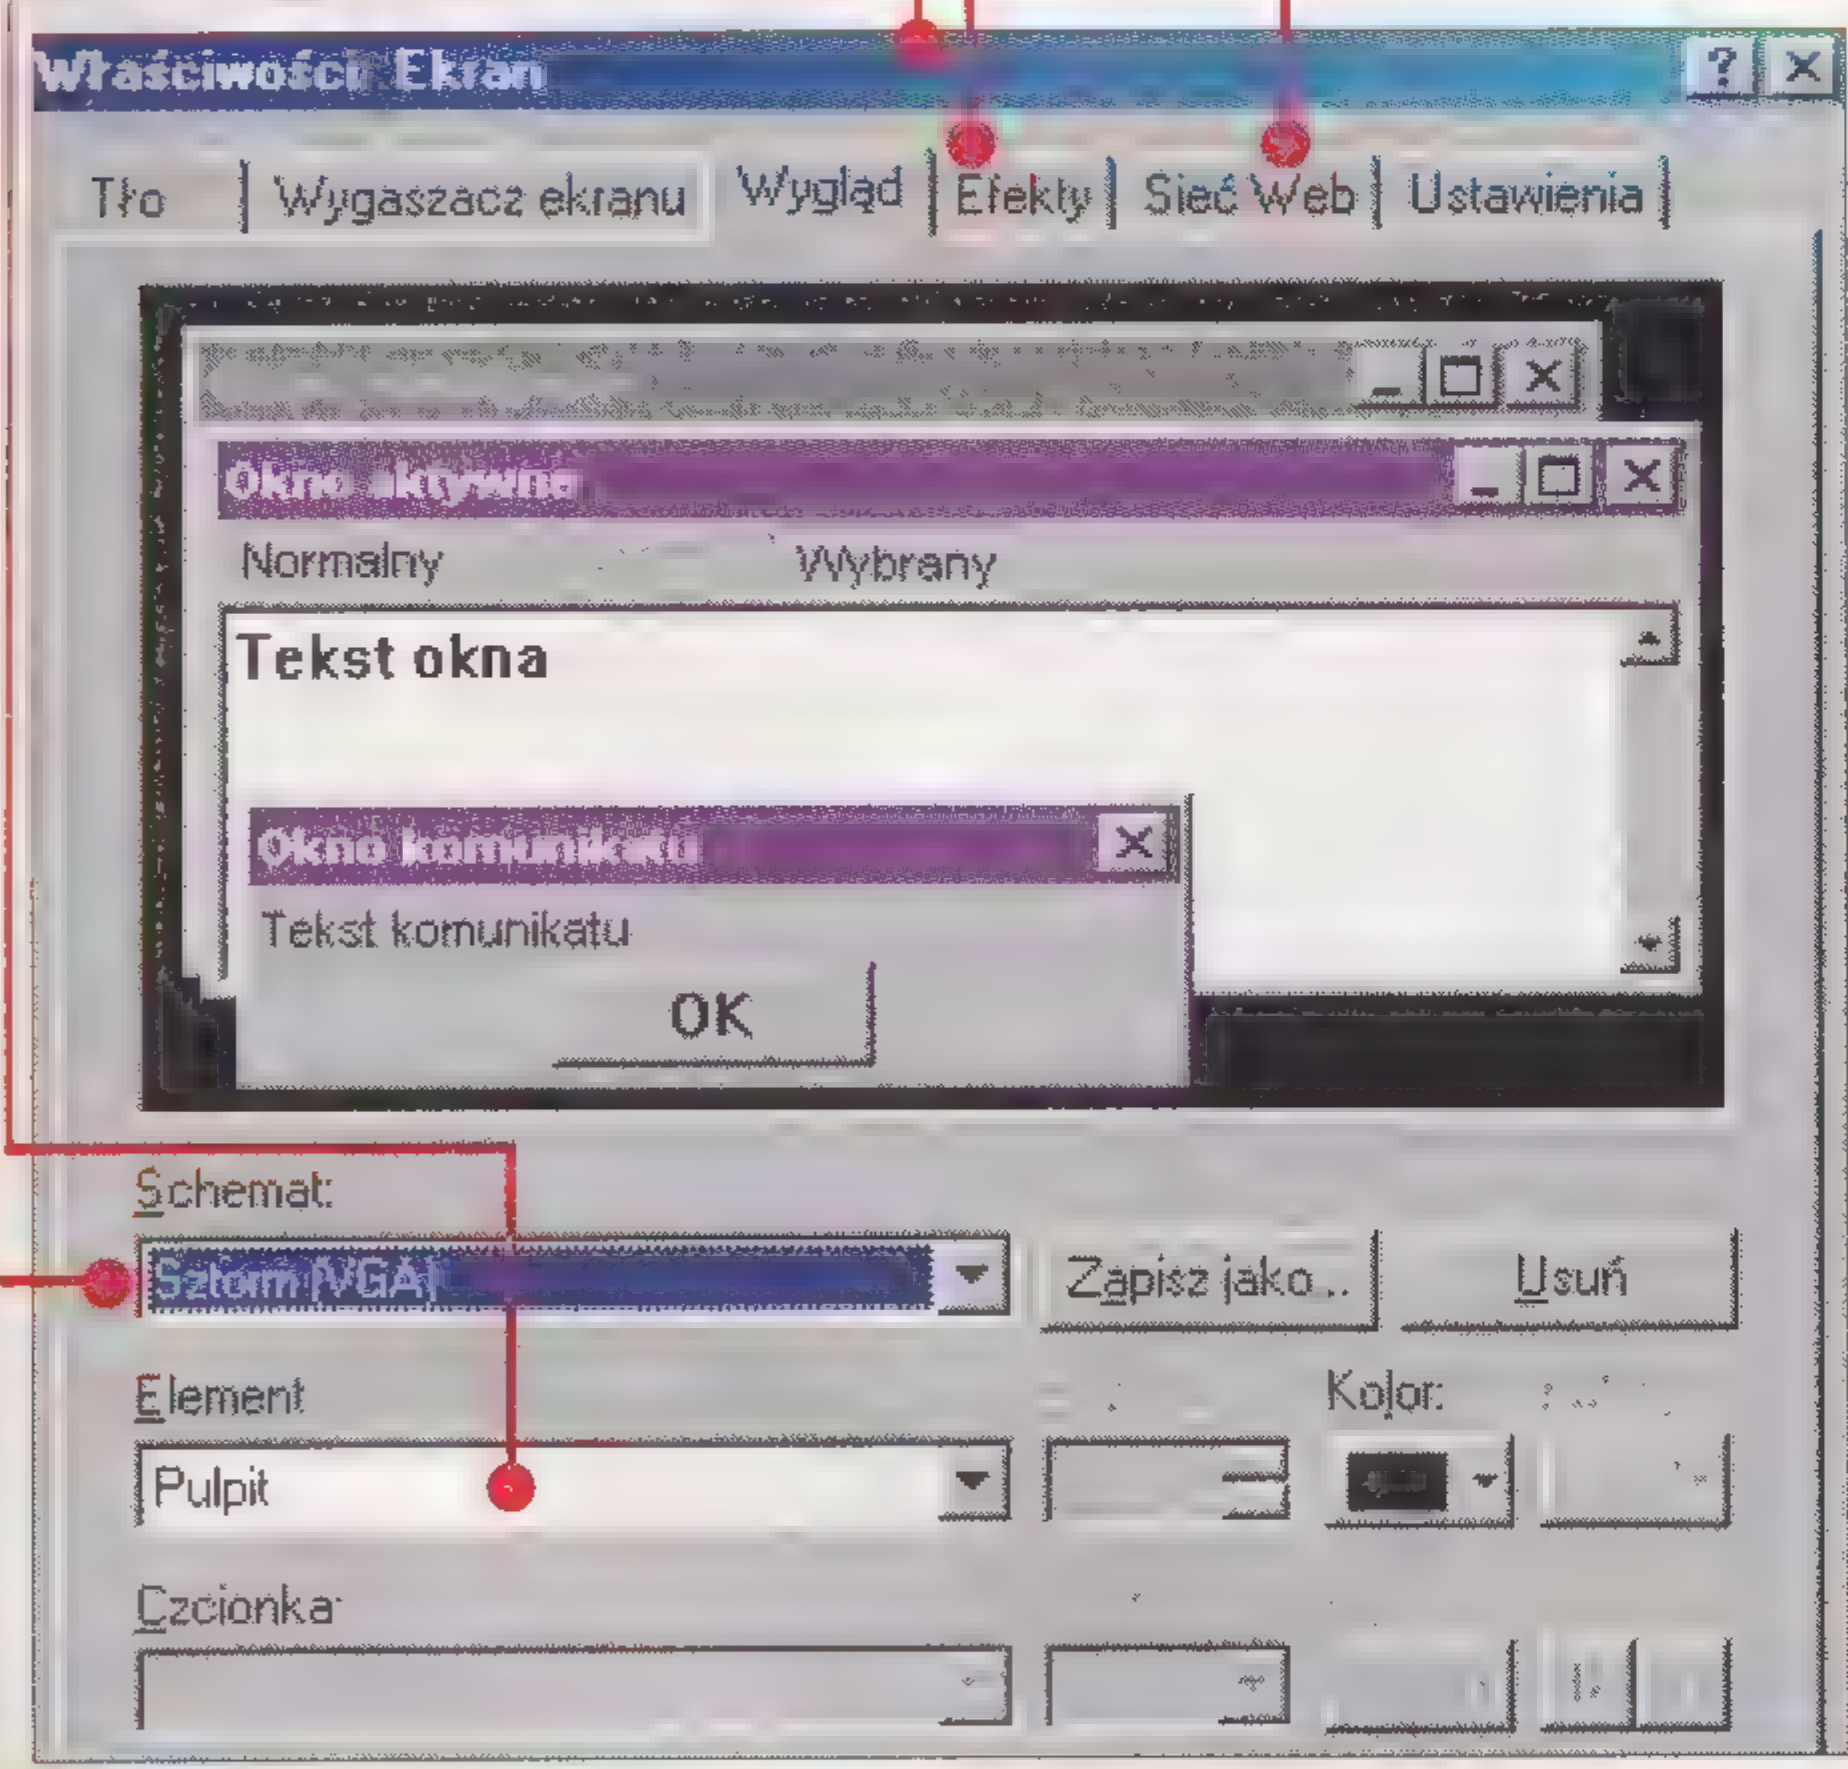 Właściwości: Ekran
Tło Wygaszacz ekranu Wygląd Efekty Sieć Web Ustawienia
Okno aktywne
Normalny Wybrany
Tekst okna
Okno komunikatu
Tekst komunikatu
OK
Schemat:
Sztorm (VGA) Zapisz jako... Usuń
Element Kolor:
Pulpit
Czcionka: